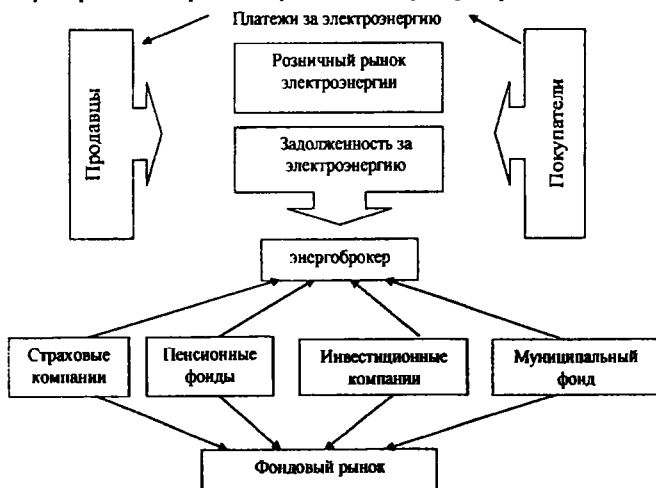 Платежи за электроэнергию
Розничный рынок
электроэнергии
Продавцы
Покупатели
Задолженность за
электроэнергию
энергоброкер
Страховые
компании
Пенсионные
фонды
Инвестиционные
компании
Муниципальный
фонд
Фондовый рынок